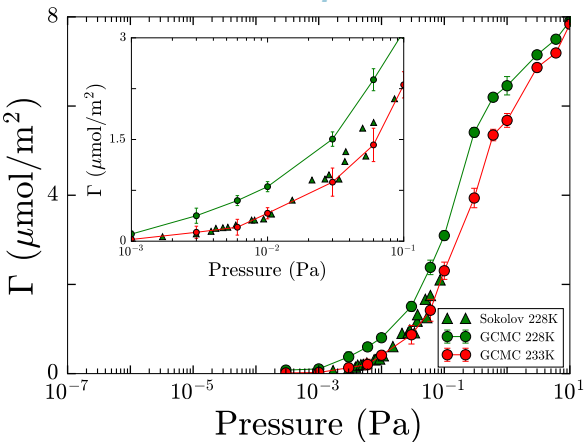 8
0
Γ (μmol/m²)
10⁻⁷
10⁻⁵
10⁻³
10⁻¹
10¹
Pressure (Pa)
3
1.5
0
Γ (μmol/m²)
10⁻³
10⁻²
10⁻¹
Pressure (Pa)
Sokolov 228K
GCMC 228K
GCMC 233K